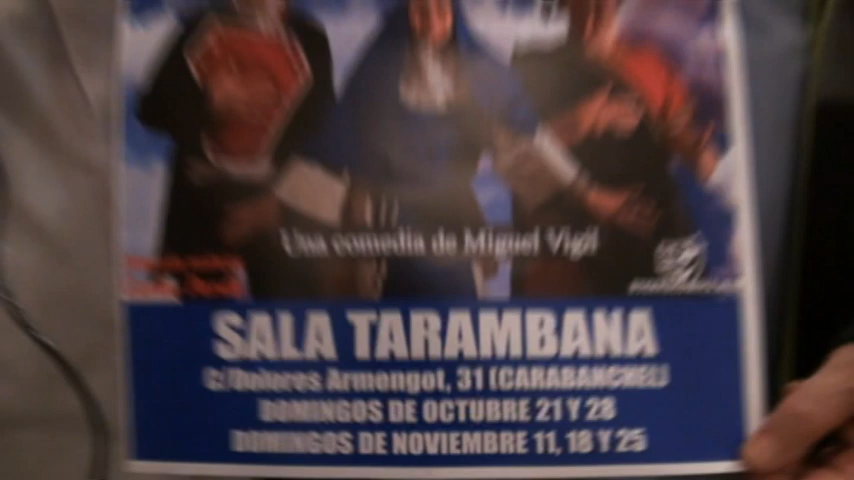 Una comedia de Miguel Vigil
SALA TARAMBANA
C/Dolores Armengot, 31 (CARABANCHEL)
DOMINGOS DE OCTUBRE 21 Y 28
DOMINGOS DE NOVIEMBRE 11, 18 Y 25